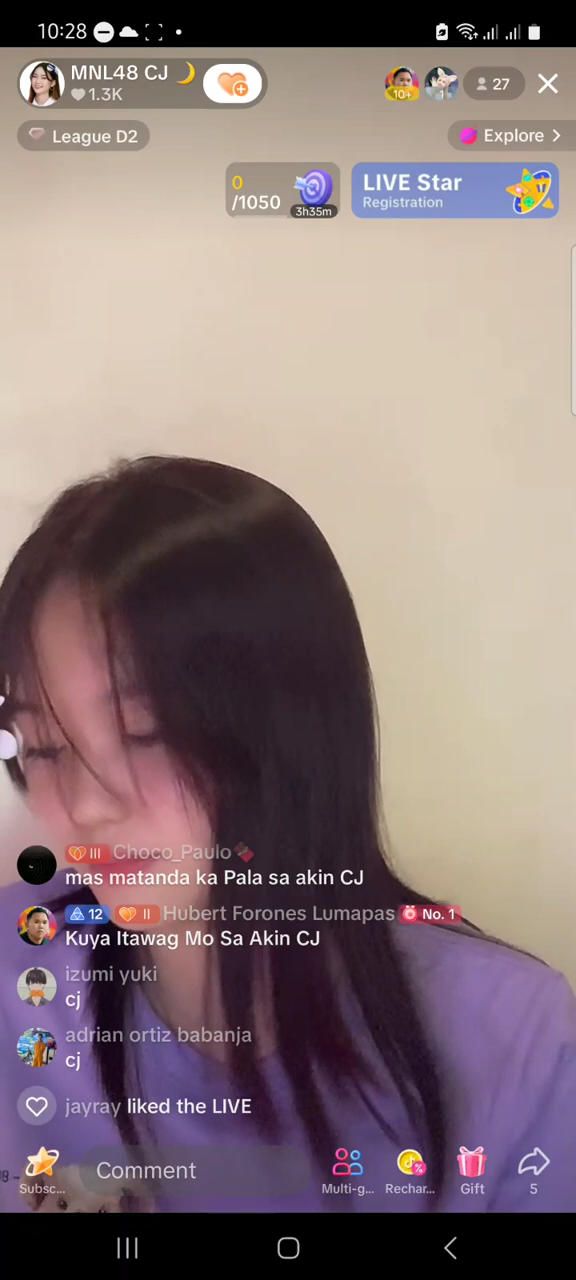 10:28
MNL48 CJ 🌙
1.3K
10+
1
27
League D2
Explore
0
/1050
3h35m
LIVE Star
Registration
III Choco_Paulo🍫
mas matanda ka Pala sa akin CJ
12 II Hubert Forones Lumapas No. 1
Kuya Itawag Mo Sa Akin CJ
izumi yuki
cj
adrian ortiz babanja
cj
jayray liked the LIVE
Comment
Subsc...
Multi-g...
Rechar...
Gift
5